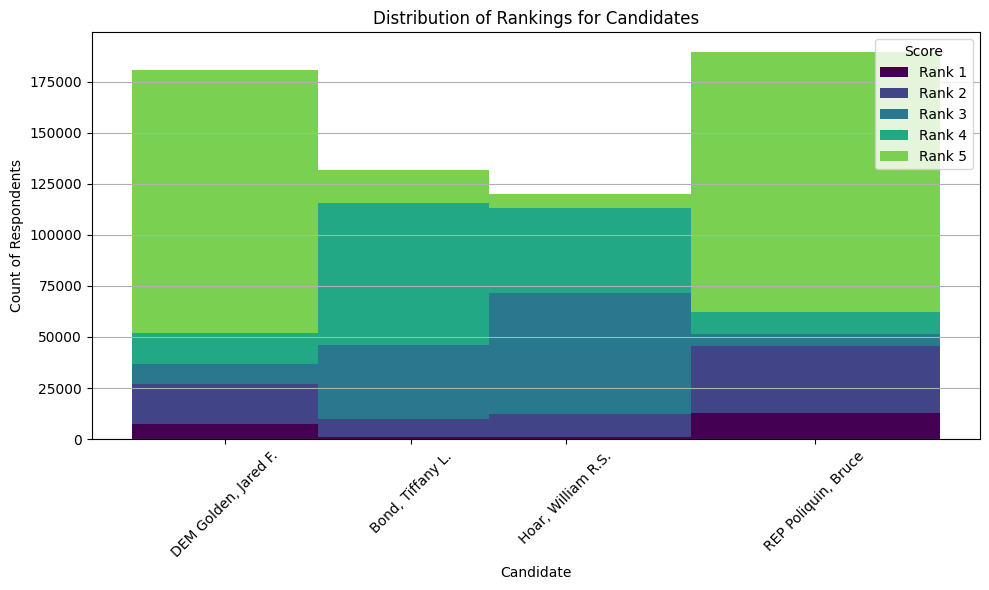 Distribution of Rankings for Candidates
Score
Rank 1
Rank 2
Rank 3
Rank 4
Rank 5
Count of Respondents
175000
150000
125000
100000
75000
50000
25000
0
DEM Golden, Jared F.
Bond, Tiffany L.
Hoar, William R.S.
REP Poliquin, Bruce
Candidate